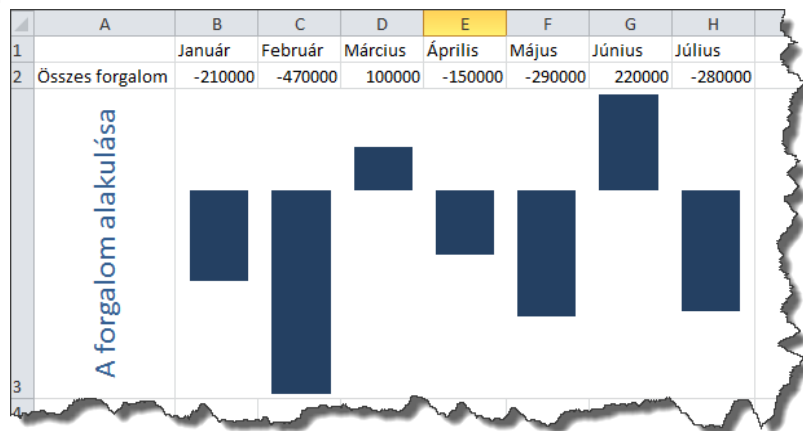 A B C D E F G H
1 Január Február Március Április Május Június Július
2 Összes forgalom -210000 -470000 100000 -150000 -290000 220000 -280000
A forgalom alakulása
3
4